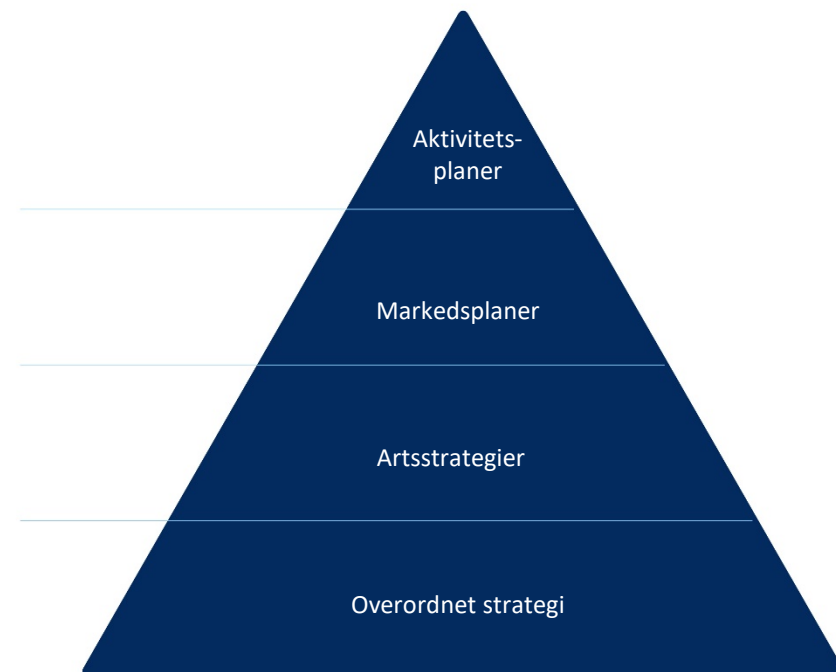 Aktivitets-
planer
Markedsplaner
Artsstrategier
Overordnet strategi